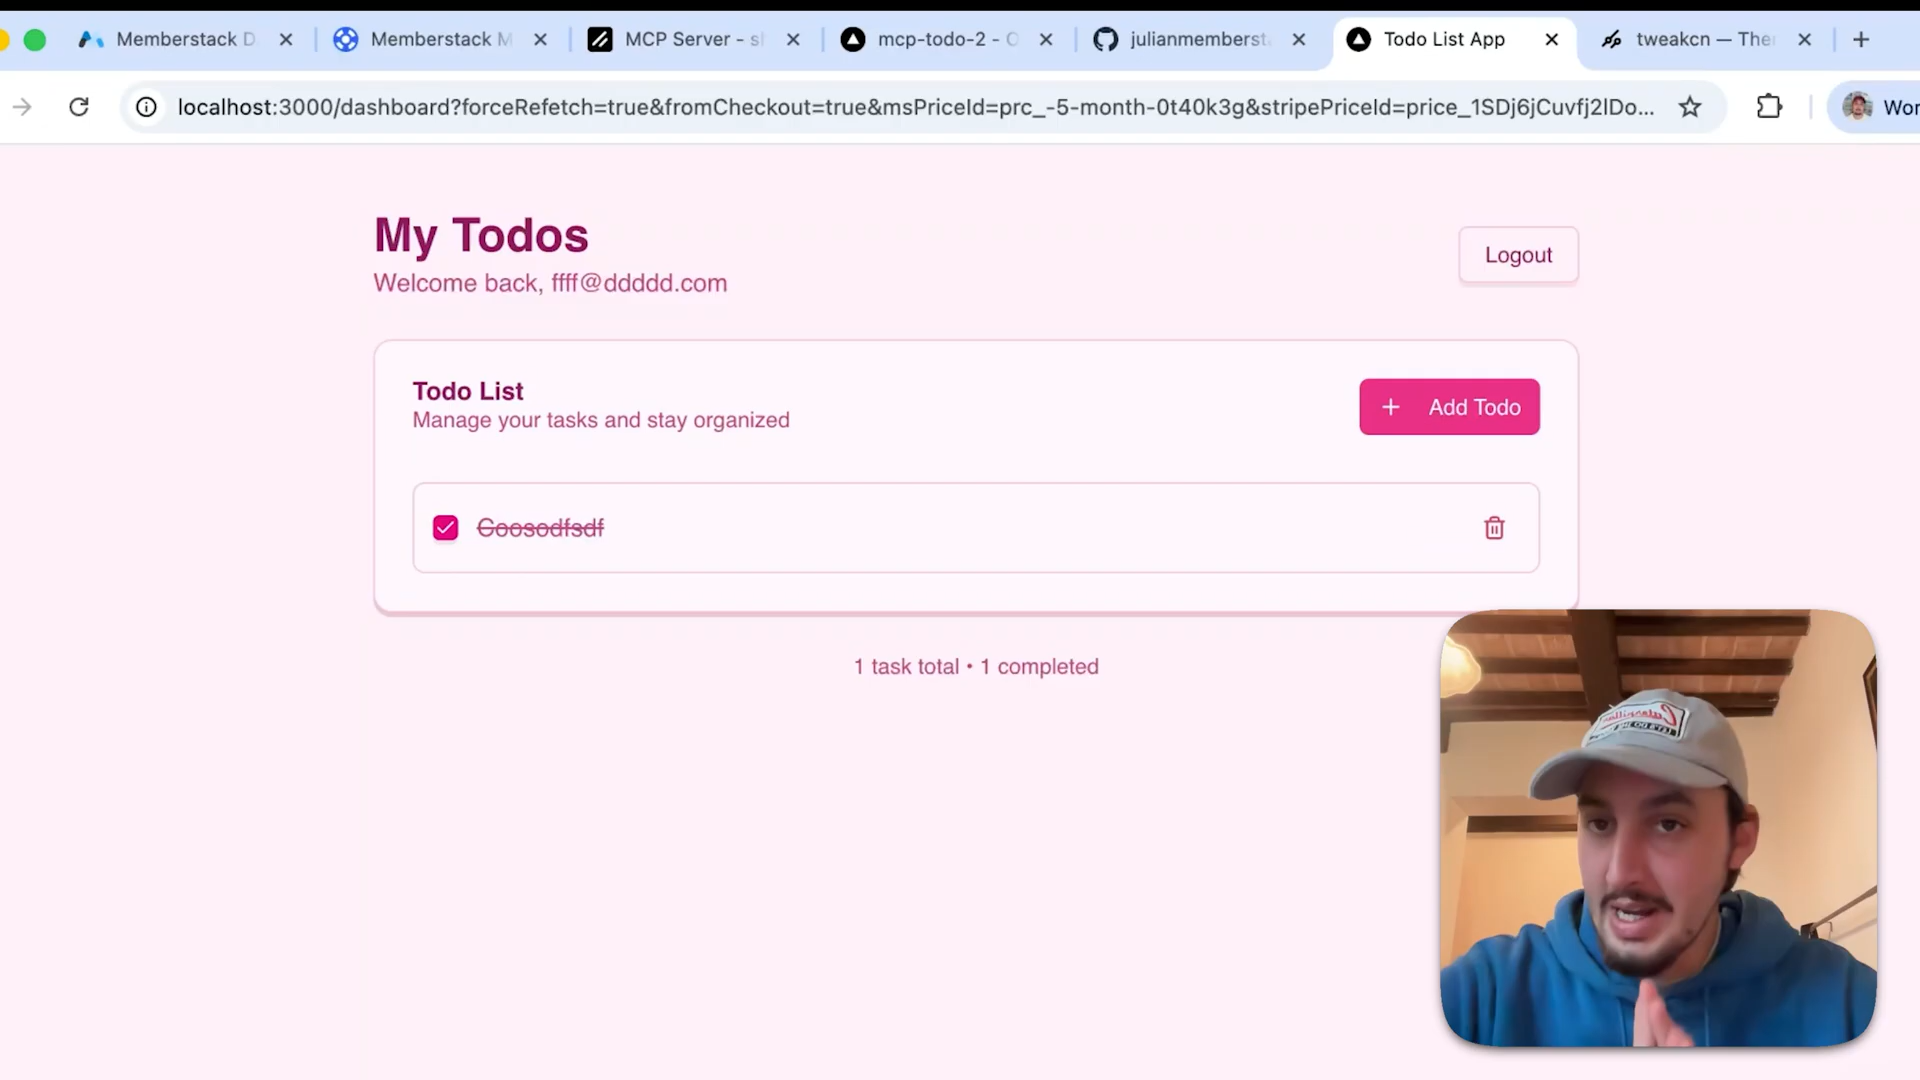 Memberstack D
Memberstack M
MCP Server - s
mcp-todo-2 -
julianmemberst
Todo List App
tweakcn — The
localhost:3000/dashboard?forceRefetch=true&fromCheckout=true&msPriceId=prc_-5-month-0t40k3g&stripePriceId=price_1SDj6jCuvfj2lDo...
Wor
My Todos
Welcome back, ffff@ddddd.com
Logout
Todo List
Manage your tasks and stay organized
+ Add Todo
Coosodfsdf
1 task total • 1 completed